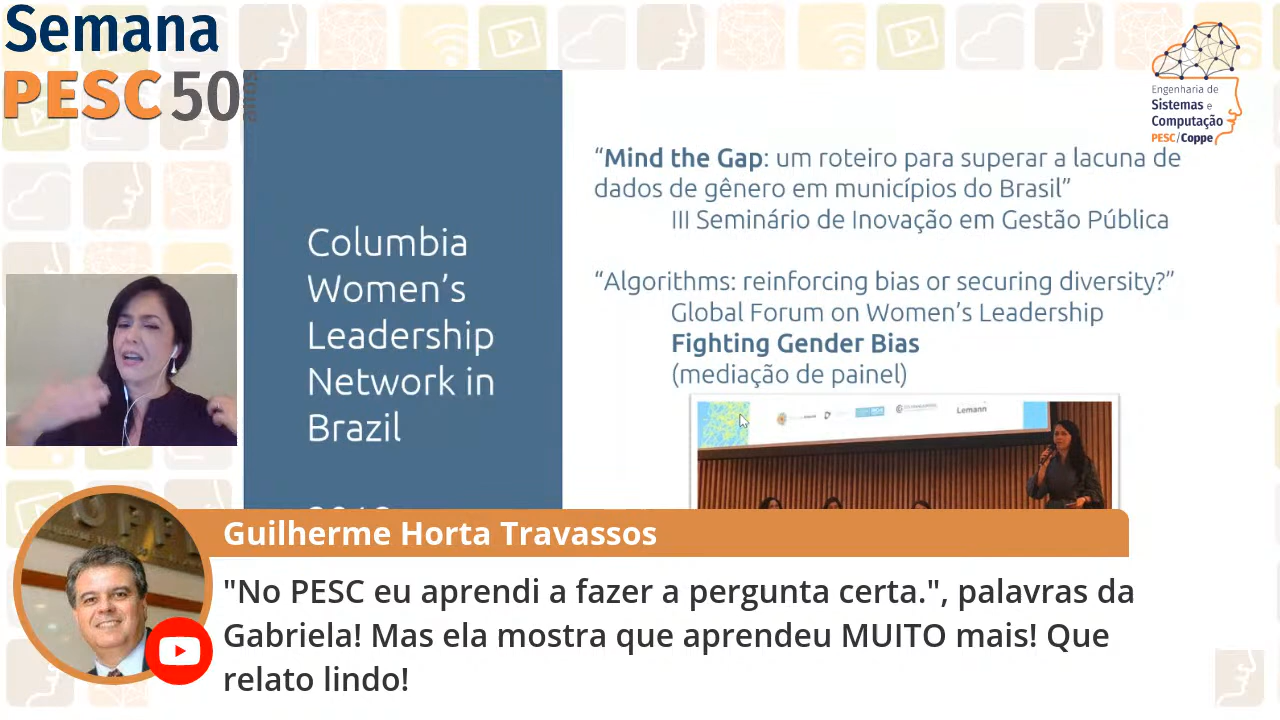 Semana
PESC 50
anos
Engenharia de
Sistemas e
Computação
PESC/Coppe
“Mind the Gap: um roteiro para superar a lacuna de
dados de gênero em municípios do Brasil”
III Seminário de Inovação em Gestão Pública
“Algorithms: reinforcing bias or securing diversity?”
Global Forum on Women’s Leadership
Fighting Gender Bias
(mediação de painel)
Columbia
Women’s
Leadership
Network in
Brazil
Lemann
Guilherme Horta Travassos
"No PESC eu aprendi a fazer a pergunta certa.", palavras da
Gabriela! Mas ela mostra que aprendeu MUITO mais! Que
relato lindo!